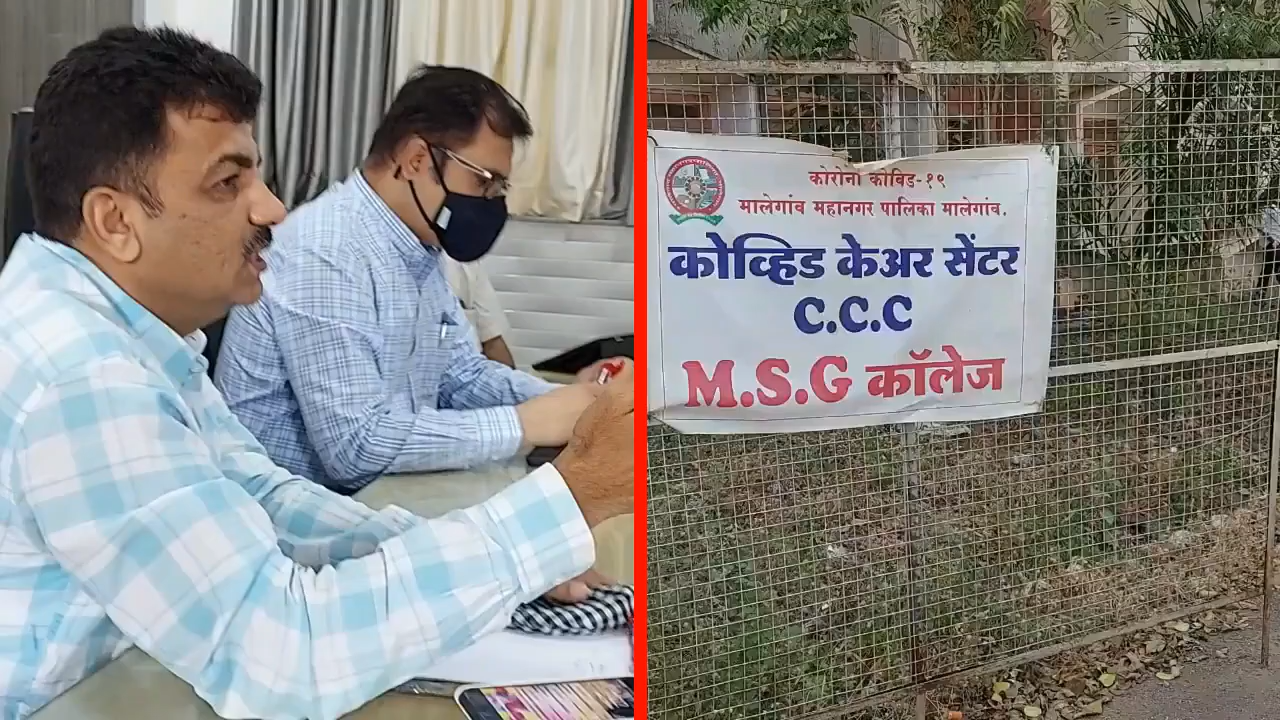 कोरोना कोविड-१९
मालेगांव महानगर पालिका मालेगांव.
कोव्हिड केअर सेंटर
C.C.C
M.S.G कॉलेज